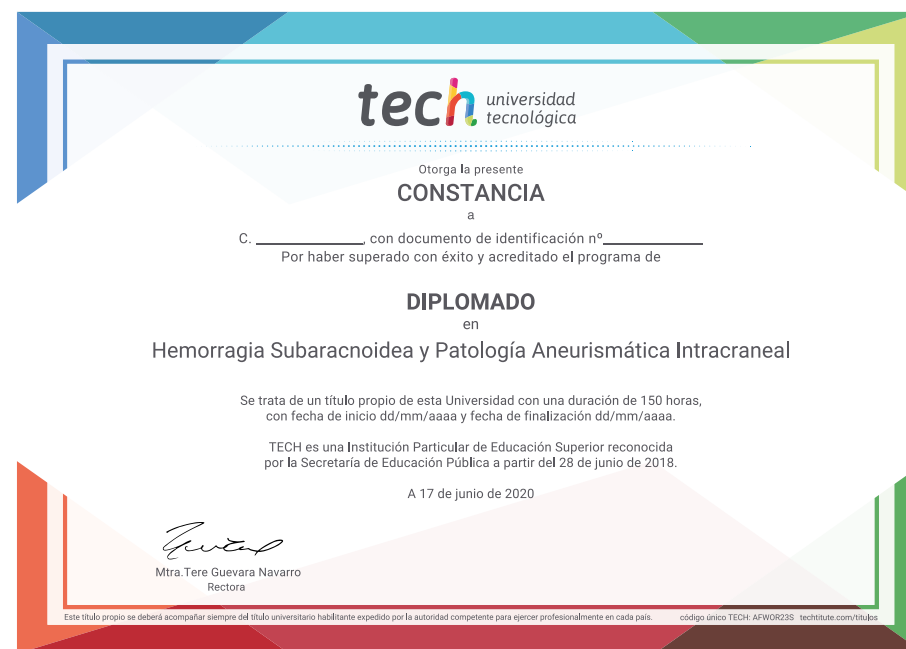 tech universidad
tecnológica
Otorga la presente
CONSTANCIA
a
C. ____________, con documento de identificación nº____________
Por haber superado con éxito y acreditado el programa de
DIPLOMADO
en
Hemorragia Subaracnoidea y Patología Aneurismática Intracraneal
Se trata de un título propio de esta Universidad con una duración de 150 horas,
con fecha de inicio dd/mm/aaaa y fecha de finalización dd/mm/aaaa.
TECH es una Institución Particular de Educación Superior reconocida
por la Secretaría de Educación Pública a partir del 28 de junio de 2018.
A 17 de junio de 2020
Mtra.Tere Guevara Navarro
Rectora
Este título propio se deberá acompañar siempre del título universitario habilitante expedido por la autoridad competente para ejercer profesionalmente en cada país. código único TECH: AFWOR23S techtitute.com/titulos